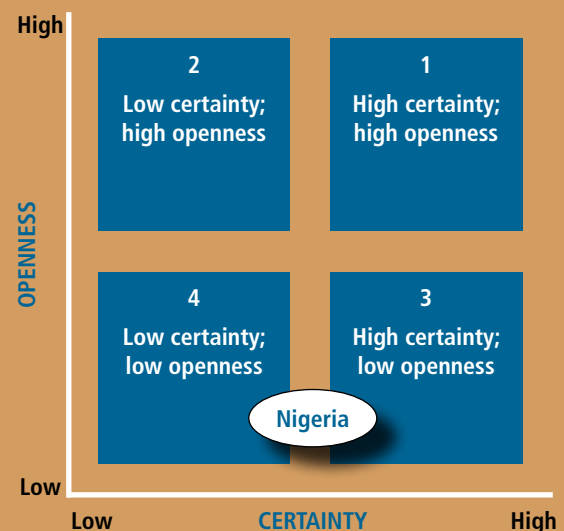 High
2
Low certainty;
high openness
1
High certainty;
high openness
OPENNESS
4
Low certainty;
low openness
3
High certainty;
low openness
Nigeria
Low
Low
CERTAINTY
High